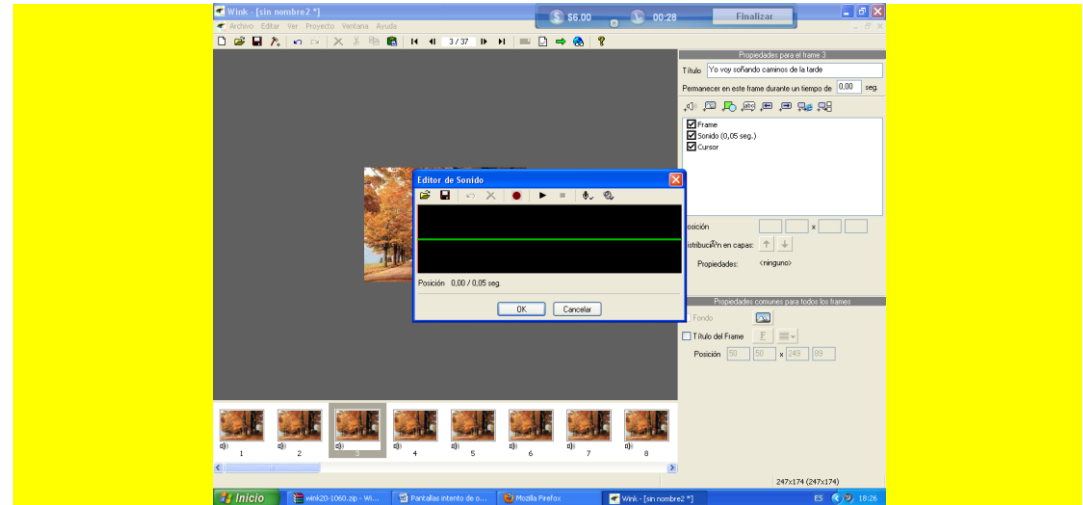 Wink - [sin nombre2 *]
$6.00
00:28
Finalizar
Archivo Editar Ver Proyecto Ventana Ayuda
3 / 37
Propiedades para el frame 3
Título Yo voy soñando caminos de la tarde
Permanecer en este frame durante un tiempo de 0.00 seg.
Frame
Sonido (0,05 seg.)
Cursor
Editor de Sonido
Posición 0,00 / 0,05 seg.
OK Cancelar
osición x
istribución en capas:
Propiedades: <ninguno>
Propiedades comunes para todos los frames
Fondo
Título del Frame F
Posición 50 50 x 249 89
1 2 3 4 5 6 7 8
247x174 (247x174)
Inicio
wink20-1060.zip - Wi...
Pantallas intento de o...
Mozilla Firefox
Wink - [sin nombre2 *]
ES
18:26